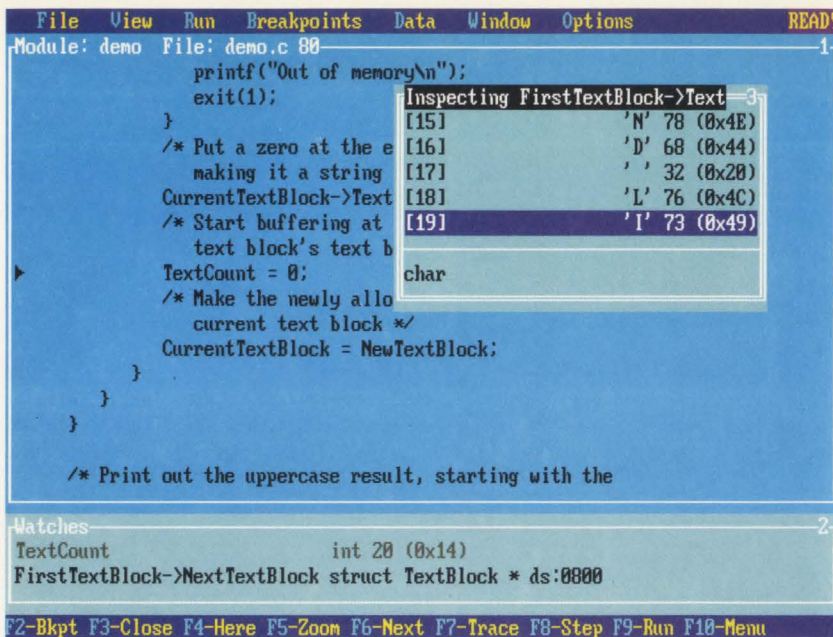 File View Run Breakpoints Data Window Options READY
Module: demo File: demo.c 80 1
printf("Out of memory\n");
exit(1);
}
/* Put a zero at the e
making it a string
CurrentTextBlock->Text
/* Start buffering at
text block's text b
TextCount = 0;
/* Make the newly allo
current text block */
CurrentTextBlock = NewTextBlock;
}
}
}
/* Print out the uppercase result, starting with the
Inspecting FirstTextBlock->Text 3
[15] 'N' 78 (0x4E)
[16] 'D' 68 (0x44)
[17] ' ' 32 (0x20)
[18] 'L' 76 (0x4C)
[19] 'I' 73 (0x49)
char
Watches 2
TextCount int 20 (0x14)
FirstTextBlock->NextTextBlock struct TextBlock * ds:0800
F2-Bkpt F3-Close F4-Here F5-Zoom F6-Next F7-Trace F8-Step F9-Run F10-Menu